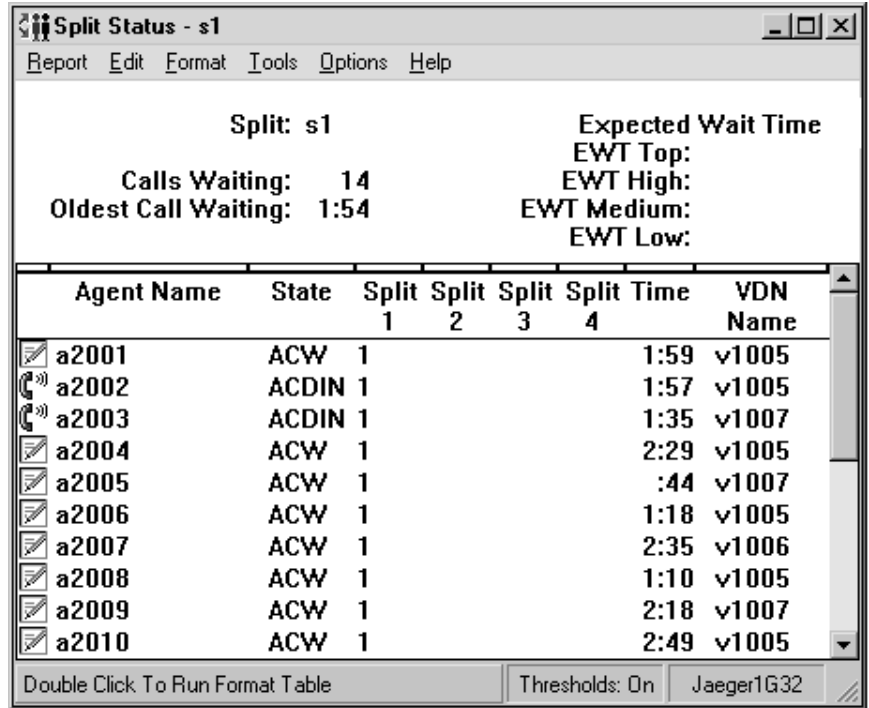 Split Status - s1
Report Edit Format Tools Options Help
Split: s1 Expected Wait Time
EWT Top:
Calls Waiting: 14 EWT High:
Oldest Call Waiting: 1:54 EWT Medium:
EWT Low:
Agent Name State Split Split Split Split Time VDN
1 2 3 4 Name
a2001 ACW 1 1:59 v1005
a2002 ACDIN 1 1:57 v1005
a2003 ACDIN 1 1:35 v1007
a2004 ACW 1 2:29 v1005
a2005 ACW 1 :44 v1007
a2006 ACW 1 1:18 v1005
a2007 ACW 1 2:35 v1006
a2008 ACW 1 1:10 v1005
a2009 ACW 1 2:18 v1007
a2010 ACW 1 2:49 v1005
Double Click To Run Format Table Thresholds: On Jaeger1G32